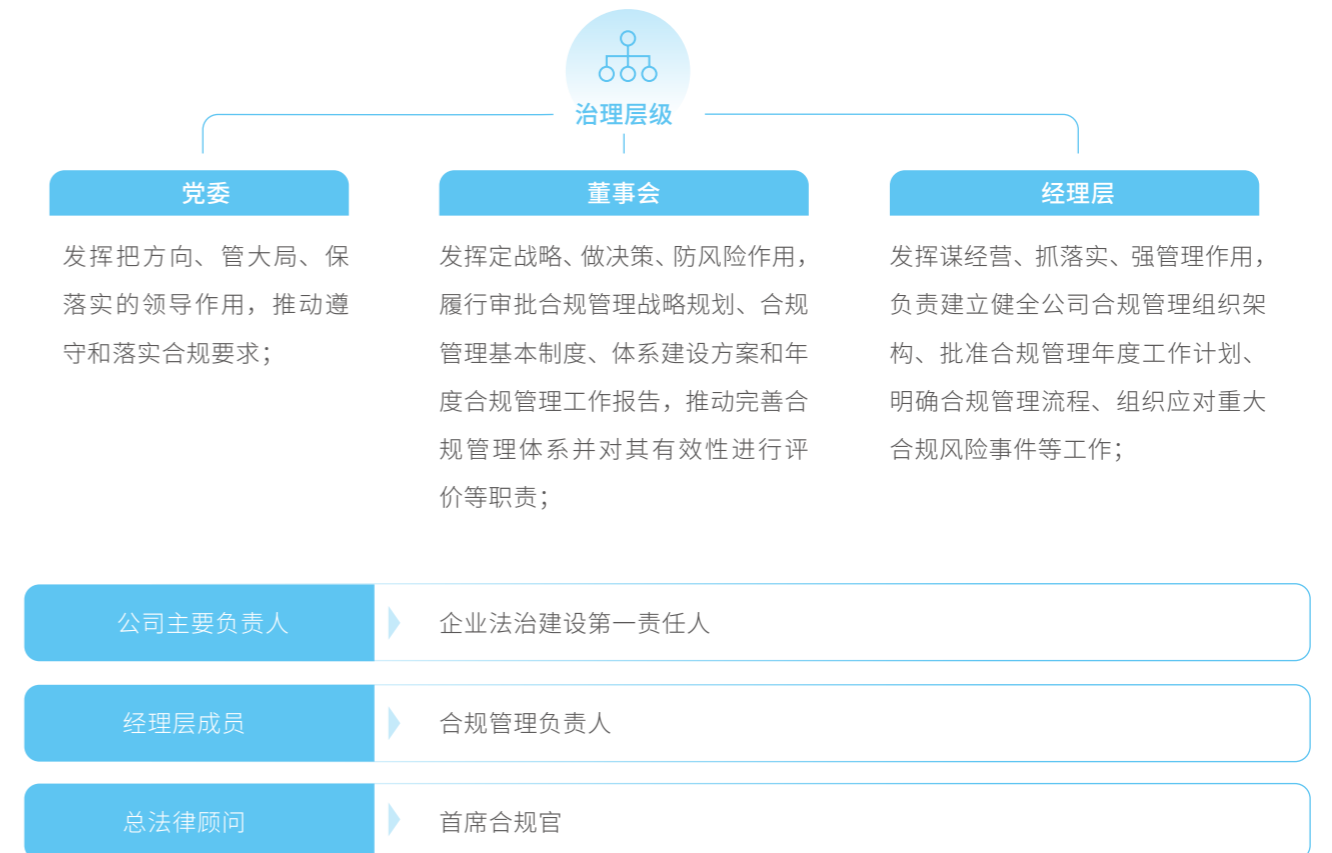 治理层级
党委
发挥把方向、管大局、保
落实的领导作用，推动遵
守和落实合规要求；
董事会
发挥定战略、做决策、防风险作用，
履行审批合规管理战略规划、合规
管理基本制度、体系建设方案和年
度合规管理工作报告，推动完善合
规管理体系并对其有效性进行评
价等职责；
经理层
发挥谋经营、抓落实、强管理作用，
负责建立健全公司合规管理组织架
构、批准合规管理年度工作计划、
明确合规管理流程、组织应对重大
合规风险事件等工作；
公司主要负责人
企业法治建设第一责任人
经理层成员
合规管理负责人
总法律顾问
首席合规官